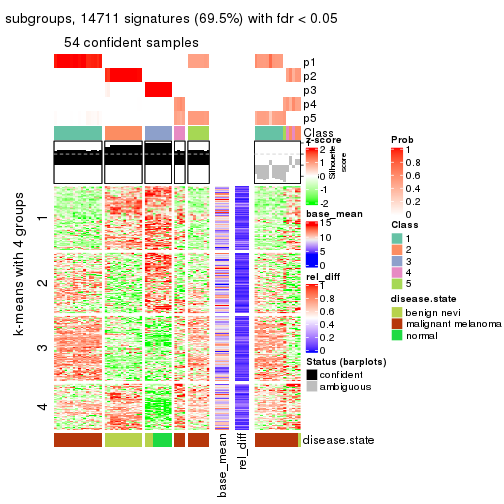 subgroups, 14711 signatures (69.5%) with fdr < 0.05
54 confident samples
p1
p2
p3
p4
p5
Class
z-score
2
1
0
-1
-2
Silhouette
score
base_mean
15
10
5
0
rel_diff
1
0.8
0.6
0.4
0.2
0
Status (barplots)
confident
ambiguous
Prob
1
0.8
0.6
0.4
0.2
0
Class
1
2
3
4
5
disease.state
benign nevi
malignant melanoma
normal
k-means with 4 groups
1
2
3
4
base_mean
rel_diff
disease.state